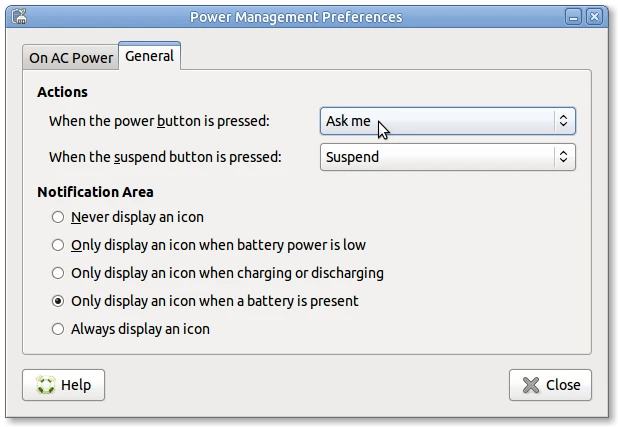 Power Management Preferences
On AC Power General
Actions
When the power button is pressed: Ask me
When the suspend button is pressed: Suspend
Notification Area
Never display an icon
Only display an icon when battery power is low
Only display an icon when charging or discharging
Only display an icon when a battery is present
Always display an icon
Help Close